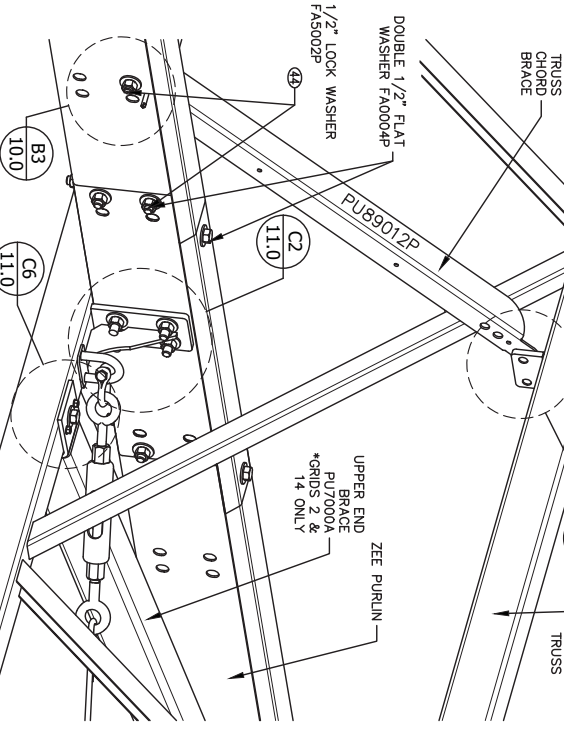 TRUSS
CHORD
BRACE
DOUBLE 1/2" FLAT
WASHER FA0004P
1/2" LOCK WASHER
FA5002P
44
PU89012P
B3
10.0
C2
11.0
C6
11.0
UPPER END
BRACE
PU7000A
*GRIDS 2 &
14 ONLY
ZEE PURLIN
TRUSS